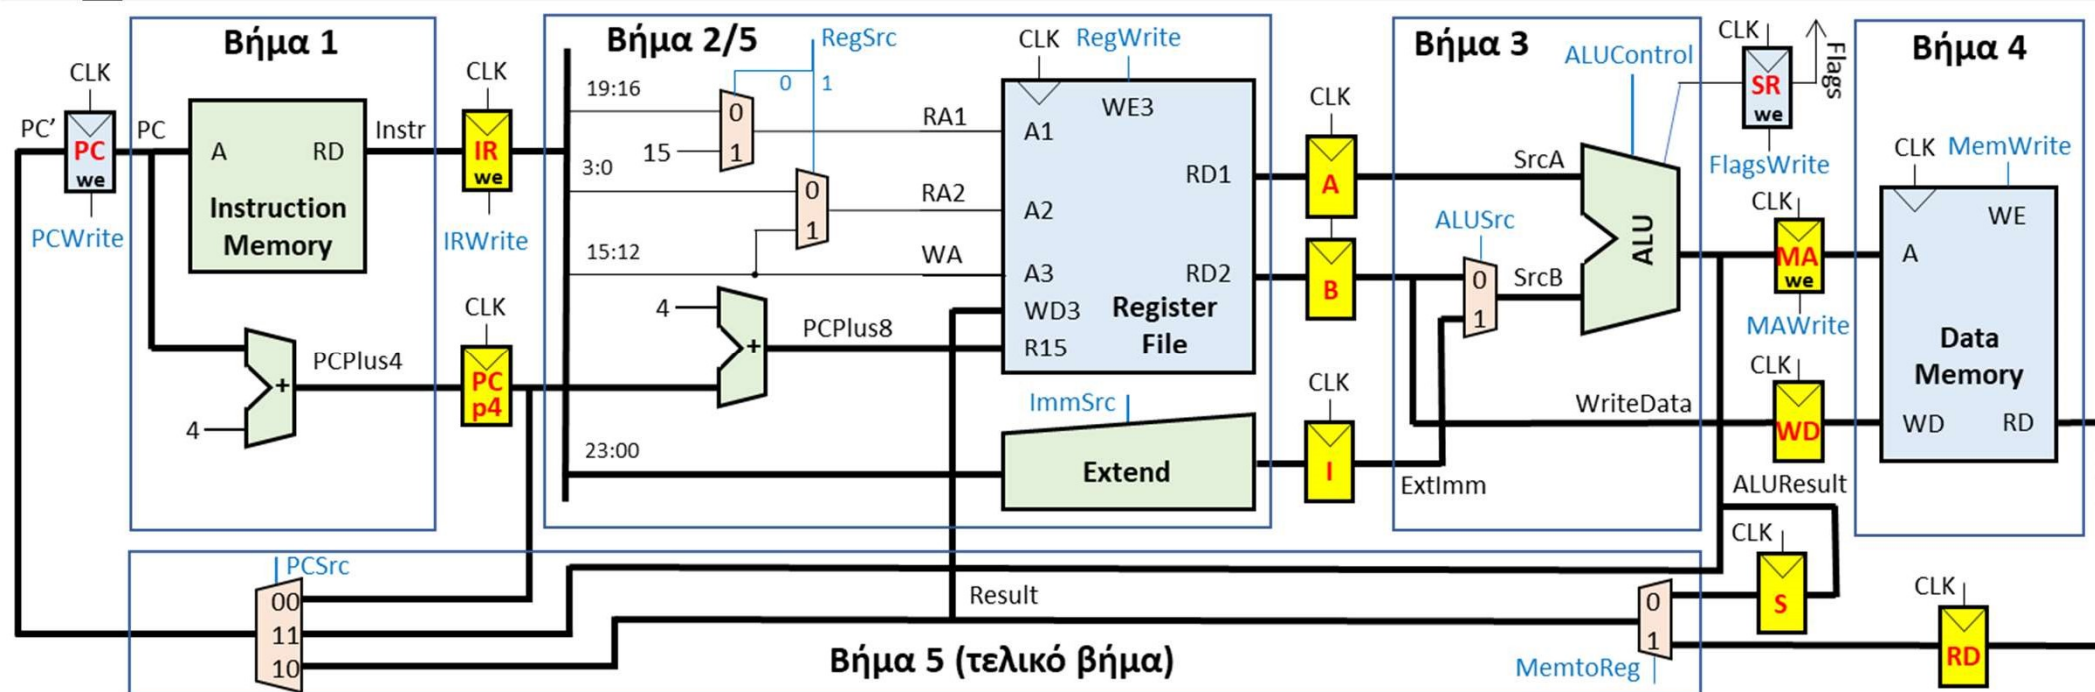 Βήμα 1
CLK
PC'
PC
PC
we
PCWrite
A
RD
Instruction
Memory
Instr
CLK
IR
we
IRWrite
4
+
PCPlus4
CLK
PC
p4
Βήμα 2/5
RegSrc
0
1
19:16
0
15
1
RA1
3:0
0
1
RA2
15:12
WA
4
+
PCPlus8
23:00
CLK
RegWrite
WE3
A1
A2
A3
WD3
R15
RD1
RD2
Register
File
ImmSrc
Extend
CLK
A
B
CLK
I
Βήμα 3
ALUControl
SrcA
ALUSrc
0
1
SrcB
ALU
WriteData
ExtImm
CLK
SR
we
Flags
FlagsWrite
CLK
MA
we
MAWrite
CLK
WD
ALUResult
Βήμα 4
CLK
MemWrite
WE
A
Data
Memory
WD
RD
PCSrc
00
11
10
Result
Βήμα 5 (τελικό βήμα)
0
1
MemtoReg
CLK
S
CLK
RD